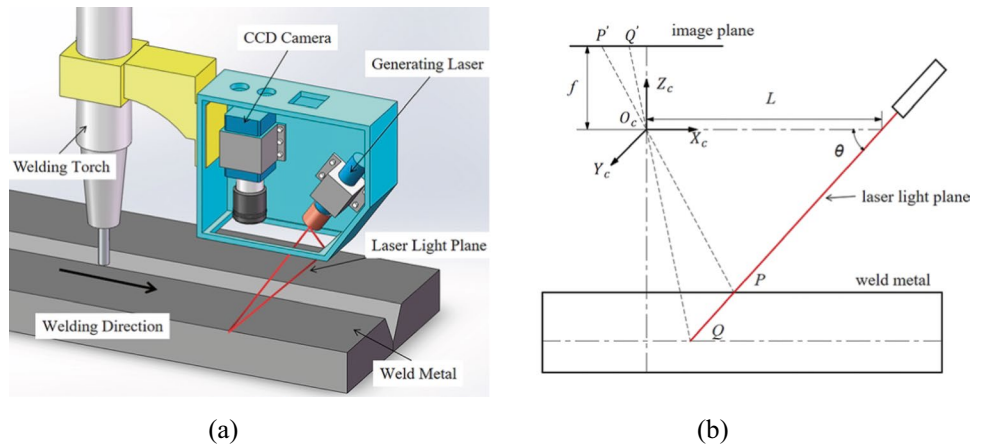 CCD Camera
Generating Laser
Welding Torch
Laser Light Plane
Welding Direction
Weld Metal
(a)
P' Q' image plane
f
Z_c
L
O_c
X_c
Y_c
θ
laser light plane
P
weld metal
Q
(b)